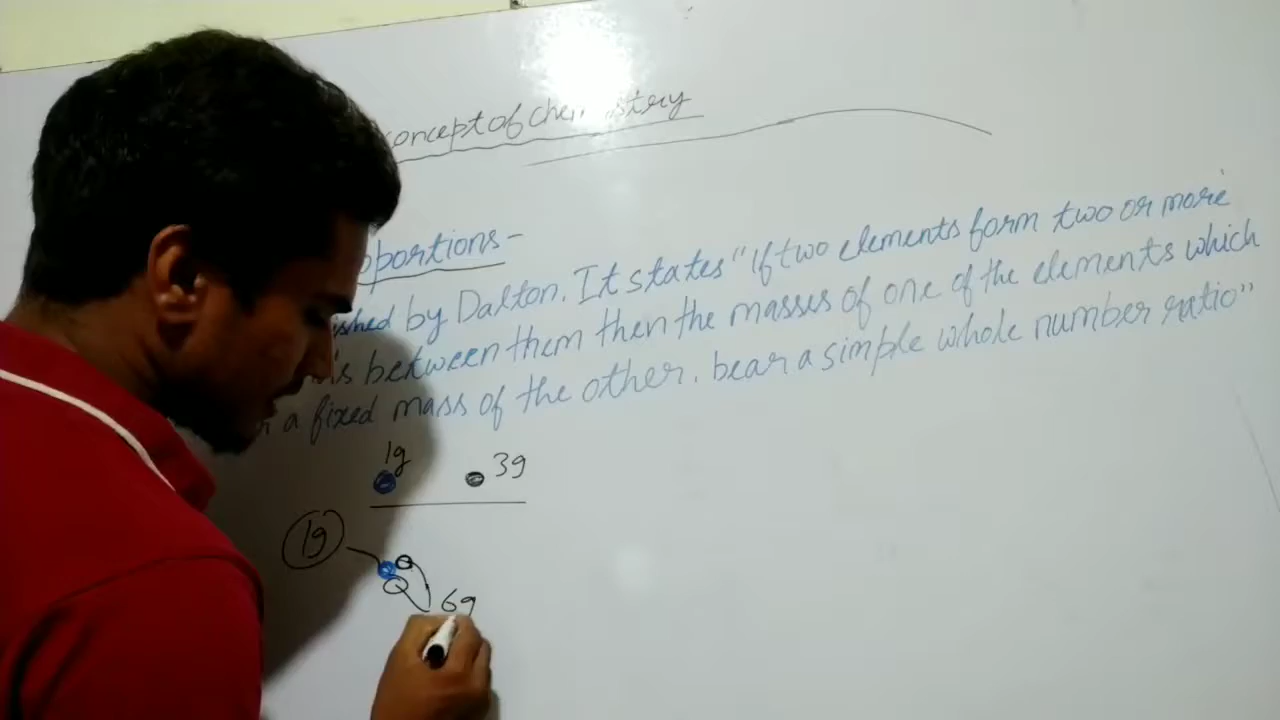 concept of chemistry
oportions-
ished by Dalton. It states "If two elements form two or more
between them then the masses of one of the elements which
a fixed mass of the other. bear a simple whole number ratio"
1g 3g
1g
6g